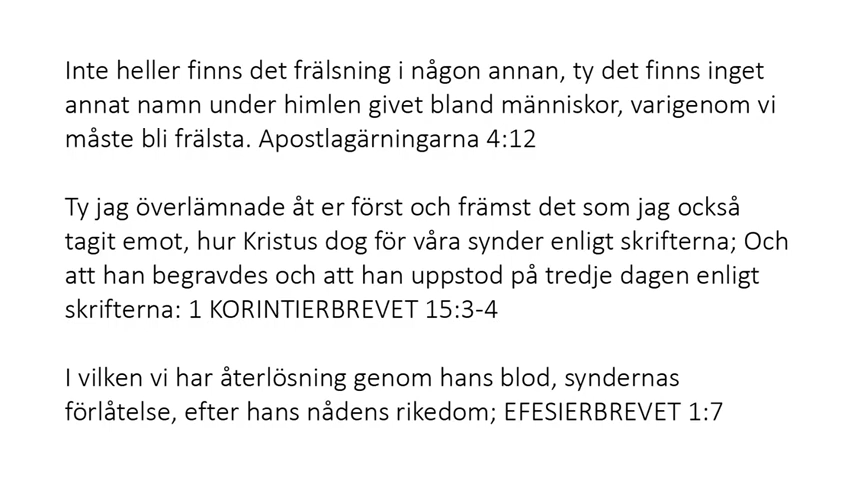 Inte heller finns det frälsning i någon annan, ty det finns inget
annat namn under himlen givet bland människor, varigenom vi
måste bli frälsta. Apostlagärningarna 4:12
Ty jag överlämnade åt er först och främst det som jag också
tagit emot, hur Kristus dog för våra synder enligt skrifterna; Och
att han begravdes och att han uppstod på tredje dagen enligt
skrifterna: 1 KORINTIERBREVET 15:3-4
I vilken vi har återlösning genom hans blod, syndernas
förlåtelse, efter hans nådens rikedom; EFESIERBREVET 1:7